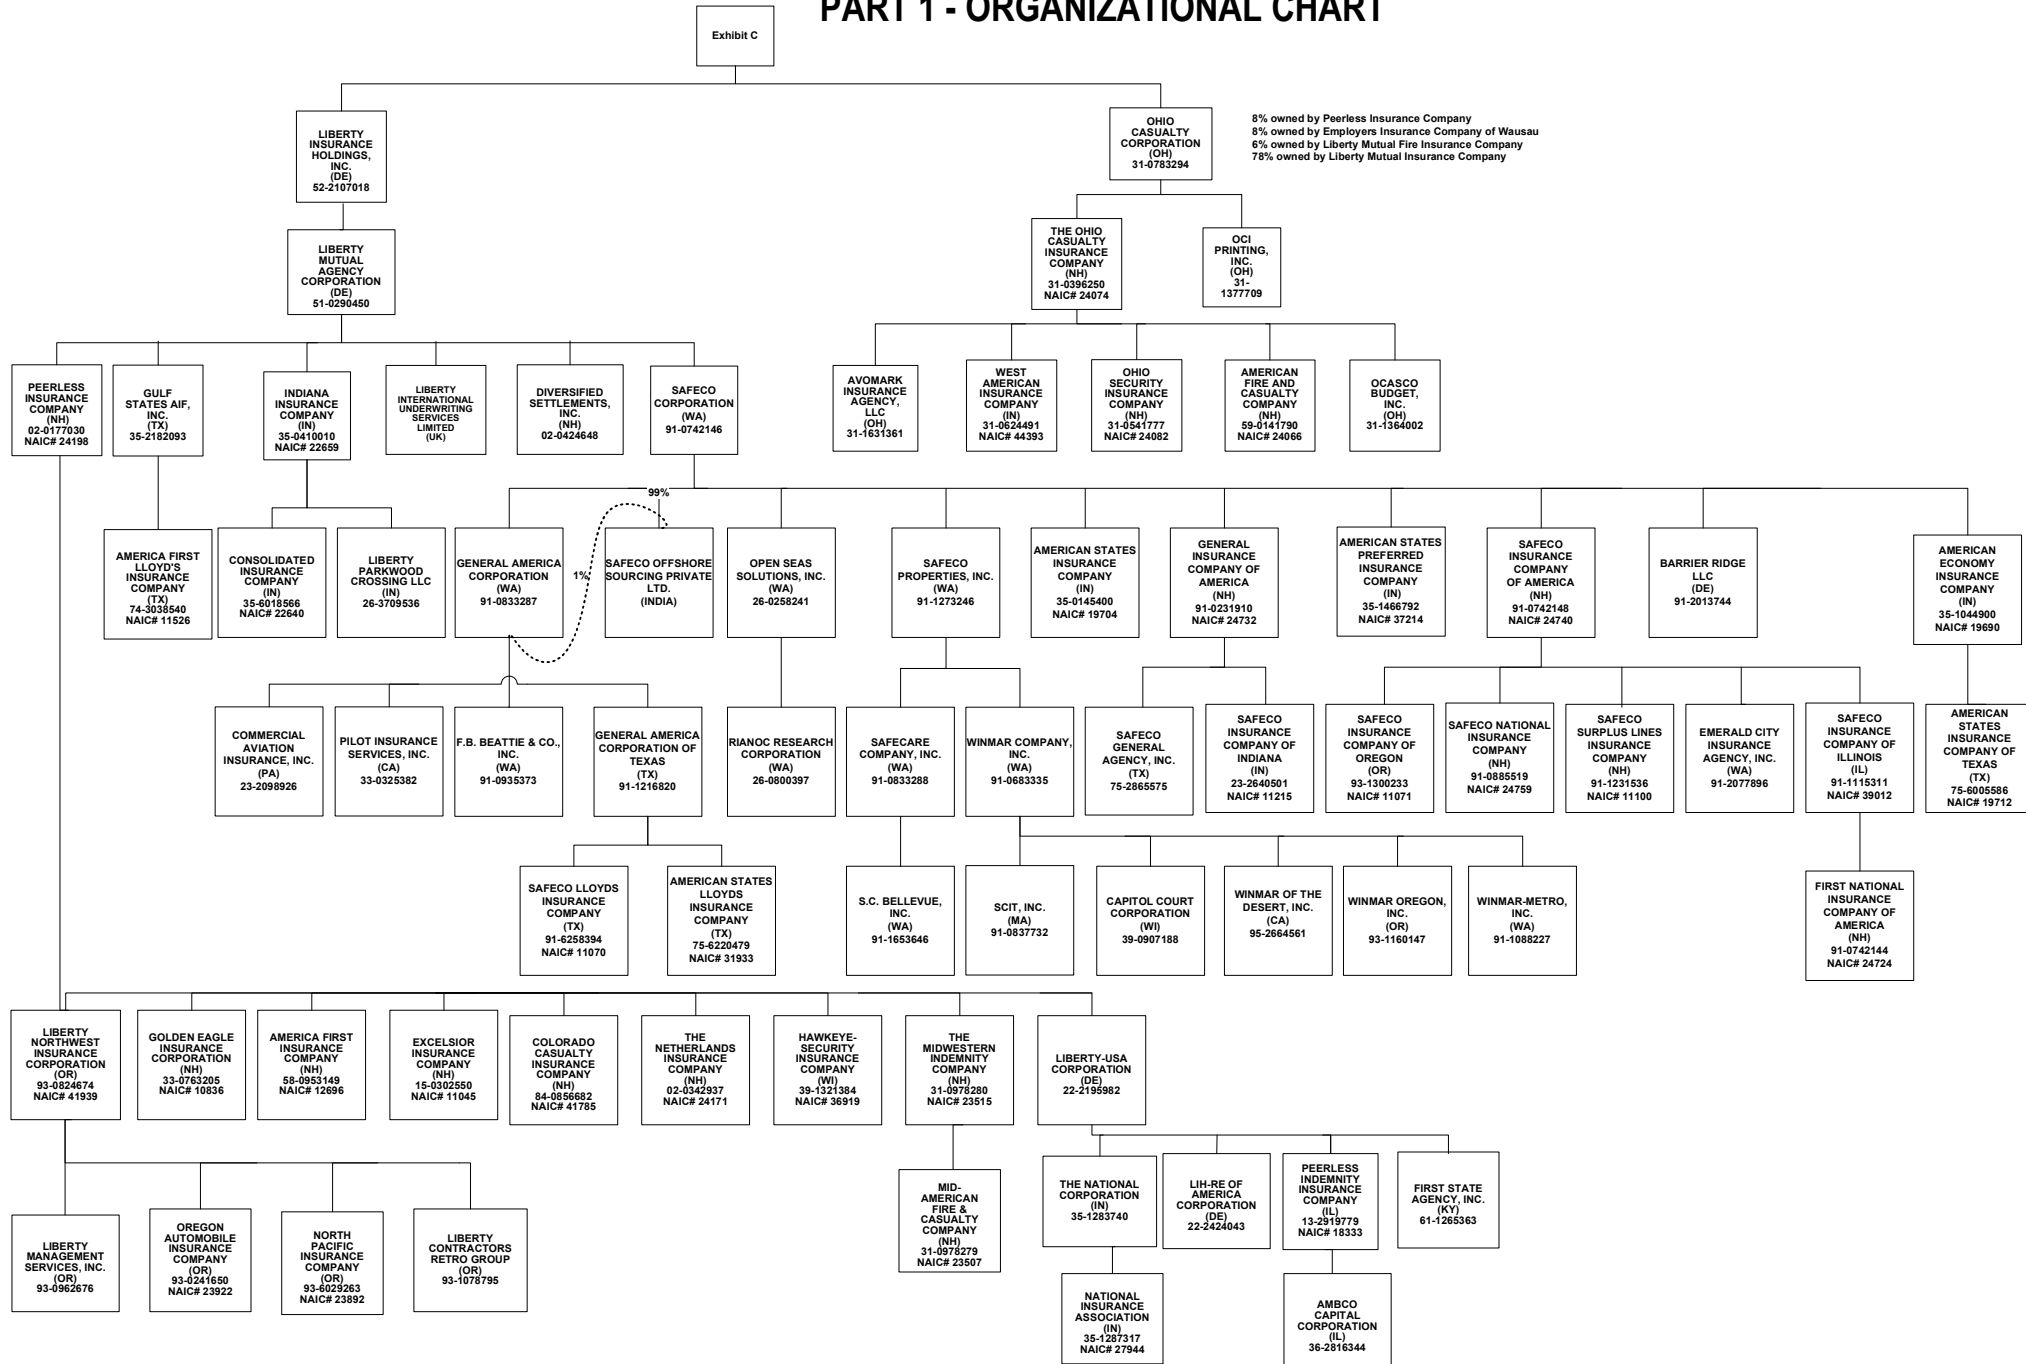 PART 1 - ORGANIZATIONAL CHART
Exhibit C
LIBERTY
INSURANCE
HOLDINGS,
INC.
(DE)
52-2107018
OHIO
CASUALTY
CORPORATION
(OH)
31-0783294
8% owned by Peerless Insurance Company
8% owned by Employers Insurance Company of Wausau
6% owned by Liberty Mutual Fire Insurance Company
78% owned by Liberty Mutual Insurance Company
LIBERTY
MUTUAL
AGENCY
CORPORATION
(DE)
51-0290450
THE OHIO
CASUALTY
INSURANCE
COMPANY
(NH)
31-0396250
NAIC# 24074
OCI
PRINTING,
INC.
(OH)
31-
1377709
PEERLESS
INSURANCE
COMPANY
(NH)
02-0177030
NAIC# 24198
GULF
STATES AIF,
INC.
(TX)
35-2182093
INDIANA
INSURANCE
COMPANY
(IN)
35-0410010
NAIC# 22659
LIBERTY
INTERNATIONAL
UNDERWRITING
SERVICES
LIMITED
(UK)
DIVERSIFIED
SETTLEMENTS,
INC.
(NH)
02-0424648
SAFECO
CORPORATION
(WA)
91-0742146
AVOMARK
INSURANCE
AGENCY,
LLC
(OH)
31-1631361
WEST
AMERICAN
INSURANCE
COMPANY
(IN)
31-0624491
NAIC# 44393
OHIO
SECURITY
INSURANCE
COMPANY
(NH)
31-0541777
NAIC# 24082
AMERICAN
FIRE AND
CASUALTY
COMPANY
(NH)
59-0141790
NAIC# 24066
OCASCO
BUDGET,
INC.
(OH)
31-1364002
99%
1%
AMERICA FIRST
LLOYD'S
INSURANCE
COMPANY
(TX)
74-3038540
NAIC# 11526
CONSOLIDATED
INSURANCE
COMPANY
(IN)
35-6018566
NAIC# 22640
LIBERTY
PARKWOOD
CROSSING LLC
(IN)
26-3709536
GENERAL AMERICA
CORPORATION
(WA)
91-0833287
SAFECO OFFSHORE
SOURCING PRIVATE
LTD.
(INDIA)
OPEN SEAS
SOLUTIONS, INC.
(WA)
26-0258241
SAFECO
PROPERTIES, INC.
(WA)
91-1273246
AMERICAN STATES
INSURANCE
COMPANY
(IN)
35-0145400
NAIC# 19704
GENERAL
INSURANCE
COMPANY OF
AMERICA
(NH)
91-0231910
NAIC# 24732
AMERICAN STATES
PREFERRED
INSURANCE
COMPANY
(IN)
35-1466792
NAIC# 37214
SAFECO
INSURANCE
COMPANY
OF AMERICA
(NH)
91-0742148
NAIC# 24740
BARRIER RIDGE
LLC
(DE)
91-2013744
AMERICAN
ECONOMY
INSURANCE
COMPANY
(IN)
35-1044900
NAIC# 19690
COMMERCIAL
AVIATION
INSURANCE, INC.
(PA)
23-2098926
PILOT INSURANCE
SERVICES, INC.
(CA)
33-0325382
F.B. BEATTIE & CO.,
INC.
(WA)
91-0935373
GENERAL AMERICA
CORPORATION OF
TEXAS
(TX)
91-1216820
RIANOC RESEARCH
CORPORATION
(WA)
26-0800397
SAFECARE
COMPANY, INC.
(WA)
91-0833288
WINMAR COMPANY,
INC.
(WA)
91-0683335
SAFECO
GENERAL
AGENCY, INC.
(TX)
75-2865575
SAFECO
INSURANCE
COMPANY OF
INDIANA
(IN)
23-2640501
NAIC# 11215
SAFECO
INSURANCE
COMPANY OF
OREGON
(OR)
93-1300233
NAIC# 11071
SAFECO NATIONAL
INSURANCE
COMPANY
(NH)
91-0885519
NAIC# 24759
SAFECO
SURPLUS LINES
INSURANCE
COMPANY
(NH)
91-1231536
NAIC# 11100
EMERALD CITY
INSURANCE
AGENCY, INC.
(WA)
91-2077896
SAFECO
INSURANCE
COMPANY OF
ILLINOIS
(IL)
91-1115311
NAIC# 39012
AMERICAN
STATES
INSURANCE
COMPANY OF
TEXAS
(TX)
75-6005586
NAIC# 19712
SAFECO LLOYDS
INSURANCE
COMPANY
(TX)
91-6258394
NAIC# 11070
AMERICAN STATES
LLOYDS
INSURANCE
COMPANY
(TX)
75-6220479
NAIC# 31933
S.C. BELLEVUE,
INC.
(WA)
91-1653646
SCIT, INC.
(MA)
91-0837732
CAPITOL COURT
CORPORATION
(WI)
39-0907188
WINMAR OF THE
DESERT, INC.
(CA)
95-2664561
WINMAR OREGON,
INC.
(OR)
93-1160147
WINMAR-METRO,
INC.
(WA)
91-1088227
FIRST NATIONAL
INSURANCE
COMPANY OF
AMERICA
(NH)
91-0742144
NAIC# 24724
LIBERTY
NORTHWEST
INSURANCE
CORPORATION
(OR)
93-0824674
NAIC# 41939
GOLDEN EAGLE
INSURANCE
CORPORATION
(NH)
33-0763205
NAIC# 10836
AMERICA FIRST
INSURANCE
COMPANY
(NH)
58-0953149
NAIC# 12696
EXCELSIOR
INSURANCE
COMPANY
(NH)
15-0302550
NAIC# 11045
COLORADO
CASUALTY
INSURANCE
COMPANY
(NH)
84-0856682
NAIC# 41785
THE
NETHERLANDS
INSURANCE
COMPANY
(NH)
02-0342937
NAIC# 24171
HAWKEYE-
SECURITY
INSURANCE
COMPANY
(WI)
39-1321384
NAIC# 36919
THE
MIDWESTERN
INDEMNITY
COMPANY
(NH)
31-0978280
NAIC# 23515
LIBERTY-USA
CORPORATION
(DE)
22-2195982
LIBERTY
MANAGEMENT
SERVICES, INC.
(OR)
93-0962676
OREGON
AUTOMOBILE
INSURANCE
COMPANY
(OR)
93-0241650
NAIC# 23922
NORTH
PACIFIC
INSURANCE
COMPANY
(OR)
93-6029263
NAIC# 23892
LIBERTY
CONTRACTORS
RETRO GROUP
(OR)
93-1078795
MID-
AMERICAN
FIRE &
CASUALTY
COMPANY
(NH)
31-0978279
NAIC# 23507
THE NATIONAL
CORPORATION
(IN)
35-1283740
LIH-RE OF
AMERICA
CORPORATION
(DE)
22-2424043
PEERLESS
INDEMNITY
INSURANCE
COMPANY
(IL)
13-2919779
NAIC# 18333
FIRST STATE
AGENCY, INC.
(KY)
61-1265363
NATIONAL
INSURANCE
ASSOCIATION
(IN)
35-1287317
NAIC# 27944
AMBCO
CAPITAL
CORPORATION
(IL)
36-2816344